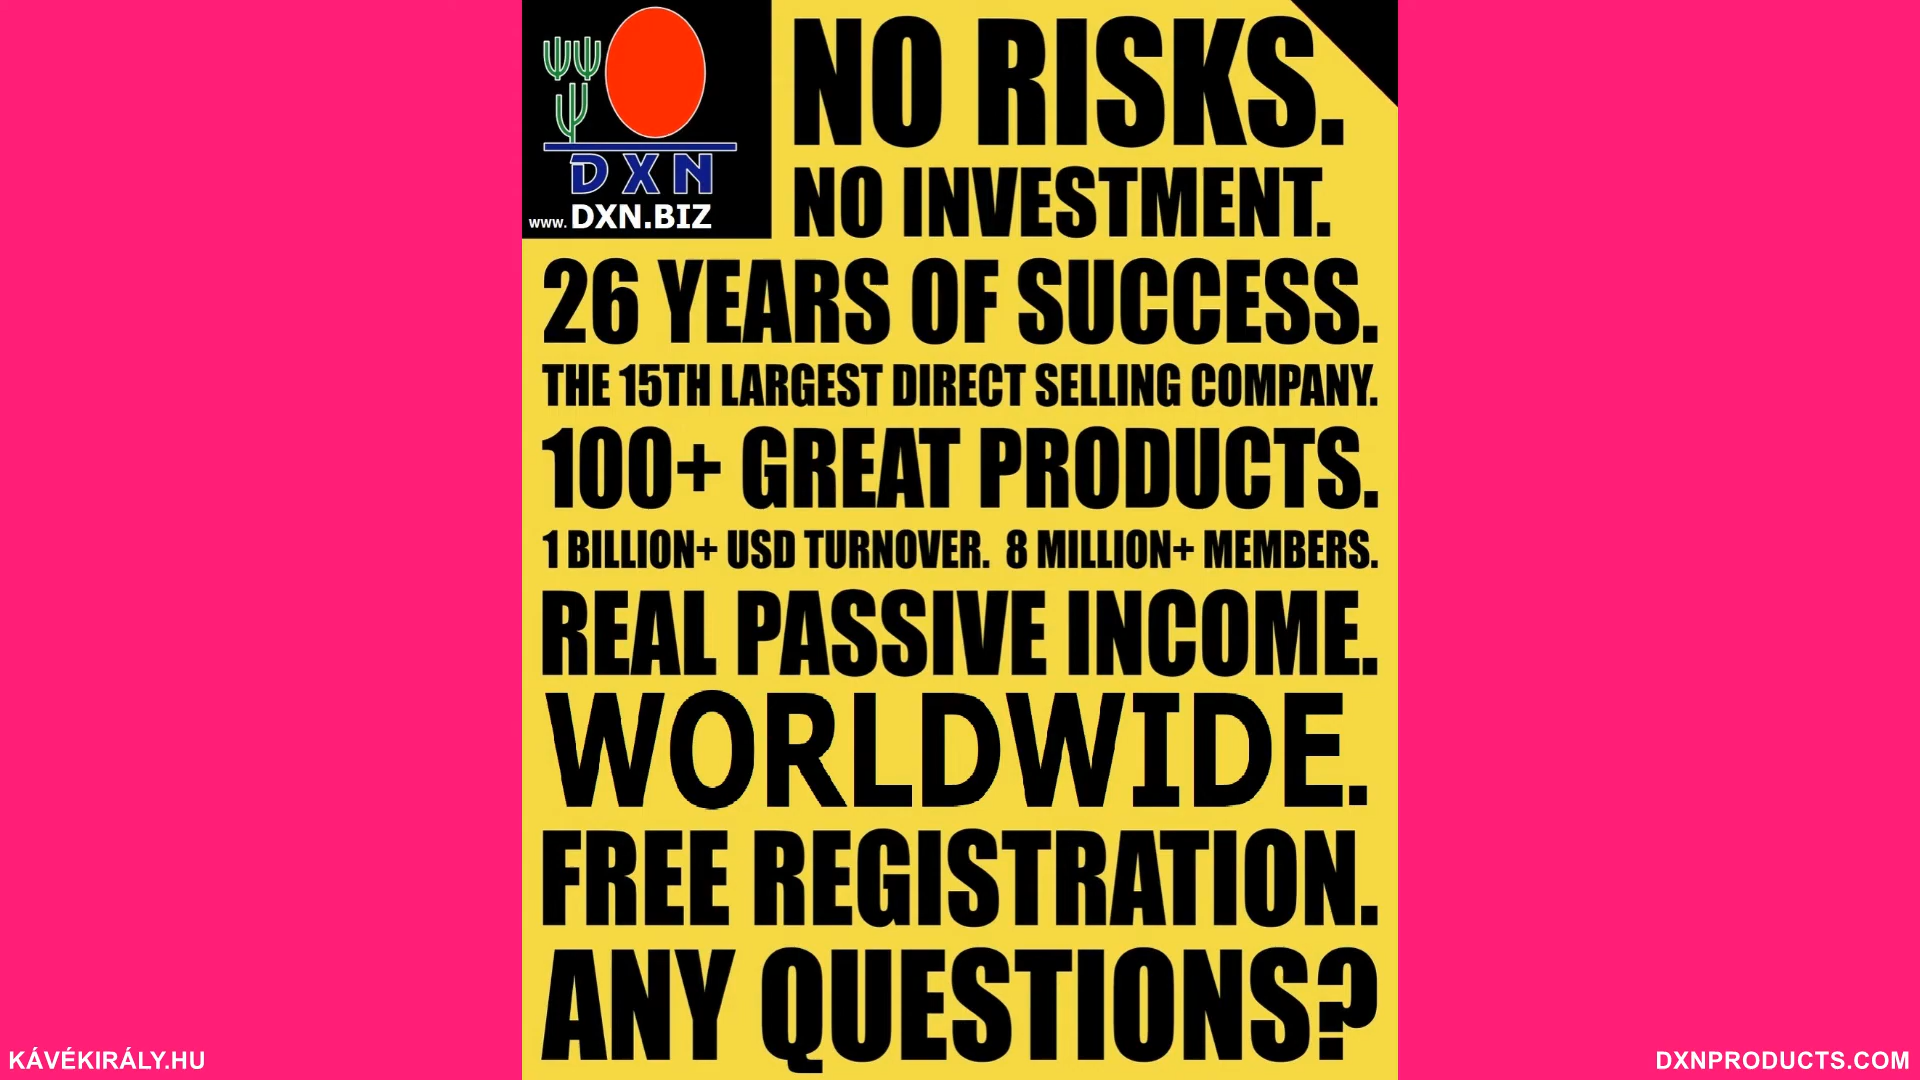 DXN
www.DXN.BIZ
NO RISKS.
NO INVESTMENT.
26 YEARS OF SUCCESS.
THE 15TH LARGEST DIRECT SELLING COMPANY.
100+ GREAT PRODUCTS.
1 BILLION+ USD TURNOVER. 8 MILLION+ MEMBERS.
REAL PASSIVE INCOME.
WORLDWIDE.
FREE REGISTRATION.
ANY QUESTIONS?
KÁVÉKIRÁLY.HU
DXNPRODUCTS.COM